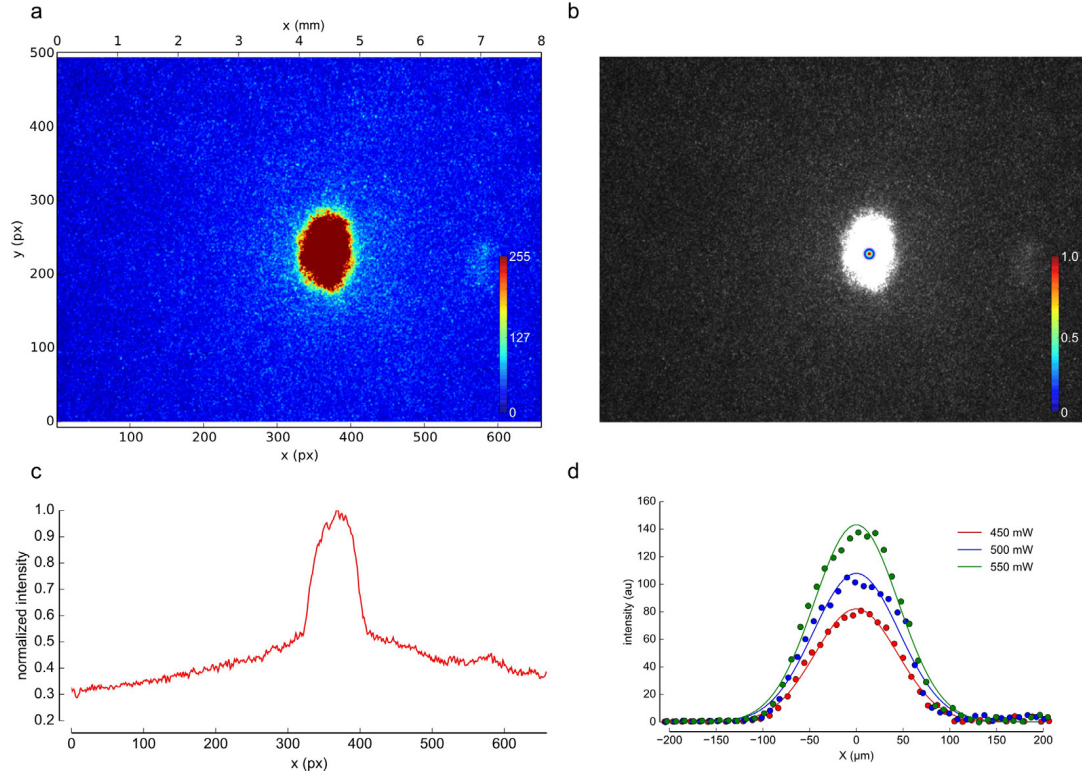 a
x (mm)
0 1 2 3 4 5 6 7 8
500
400
300
200
100
0
y (px)
255
127
0
100 200 300 400 500 600
x (px)
b
1.0
0.5
0
c
1.0
0.9
0.8
0.7
0.6
0.5
0.4
0.3
0.2
normalized intensity
0 100 200 300 400 500 600
x (px)
d
160
140
120
100
80
60
40
20
0
intensity (au)
450 mW
500 mW
550 mW
−200 −150 −100 −50 0 50 100 150 200
X (µm)